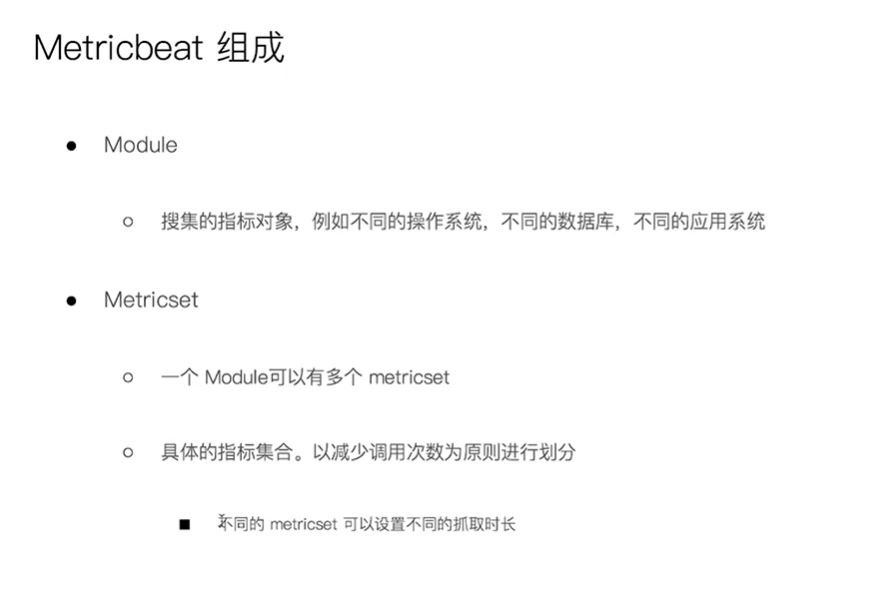 Metricbeat 组成
Module
搜集的指标对象，例如不同的操作系统，不同的数据库，不同的应用系统
Metricset
一个 Module可以有多个 metricset
具体的指标集合。以减少调用次数为原则进行划分
不同的 metricset 可以设置不同的抓取时长